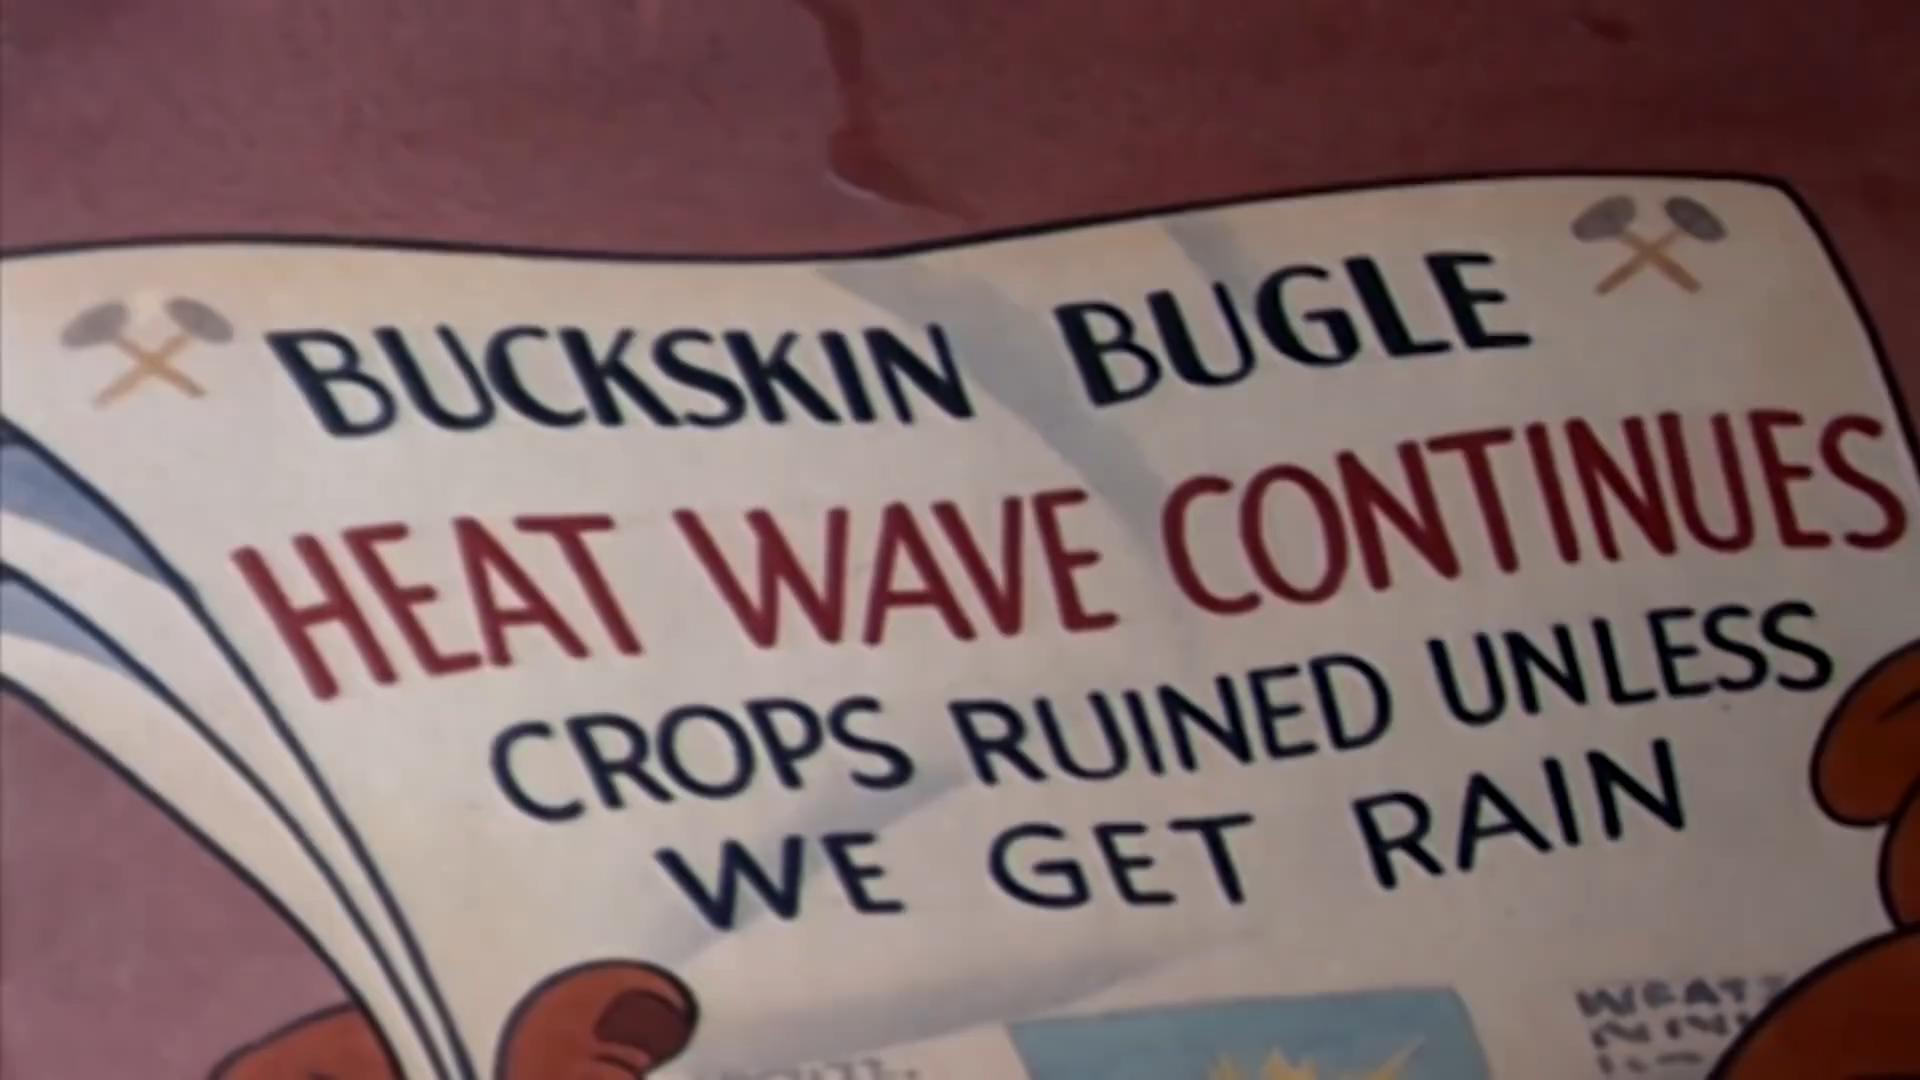 BUCKSKIN BUGLE
HEAT WAVE CONTINUES
CROPS RUINED UNLESS
WE GET RAIN